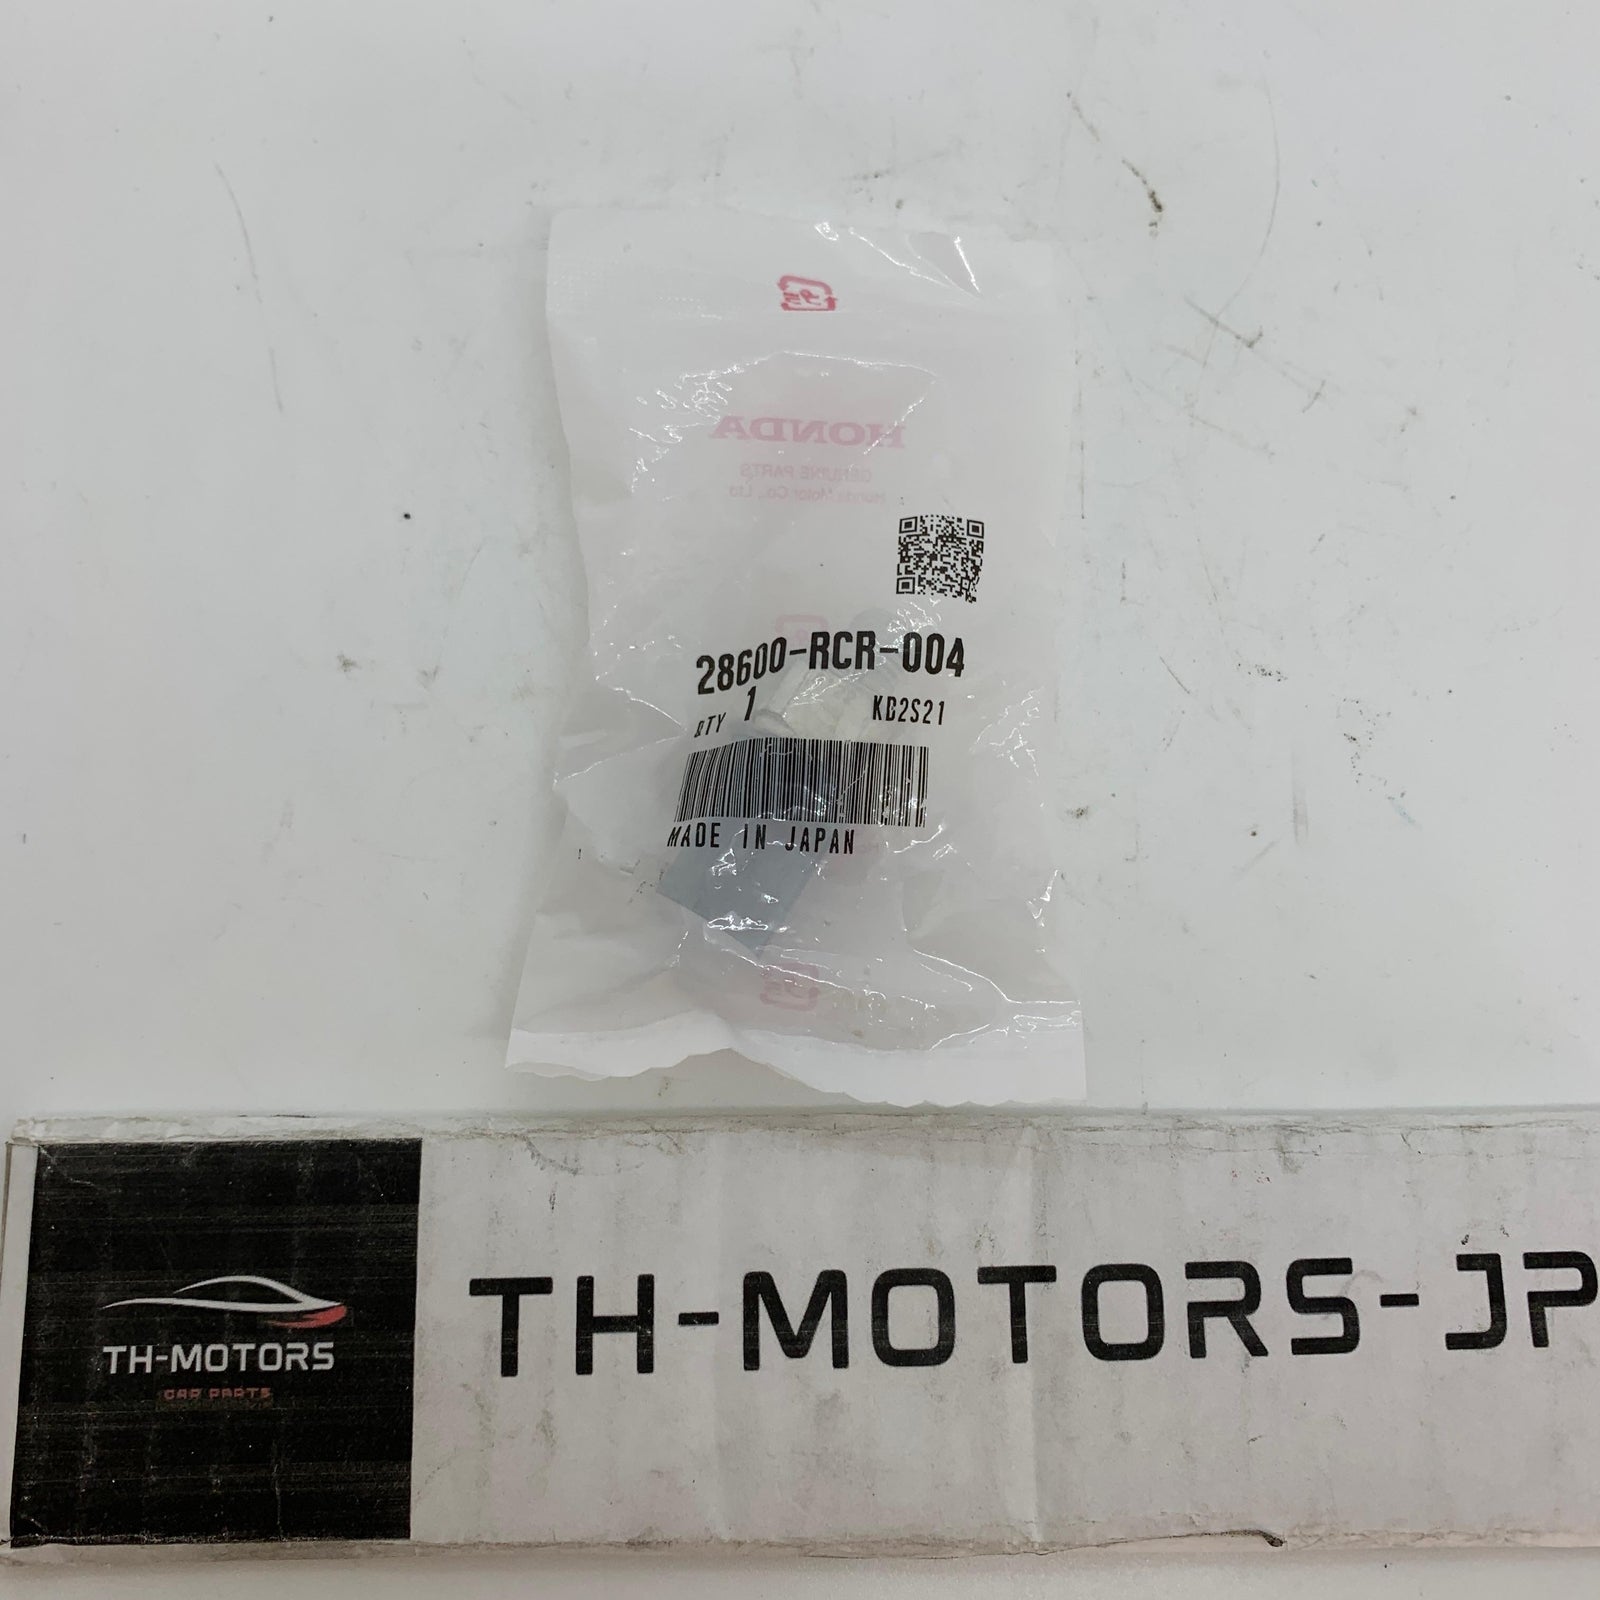 HONDA
GENUINE PARTS
Honda Motor Co., Ltd
28600-RCR-004
QTY 1 KB2S21
MADE IN JAPAN
TH-MOTORS
CAR PARTS
TH-MOTORS-JP